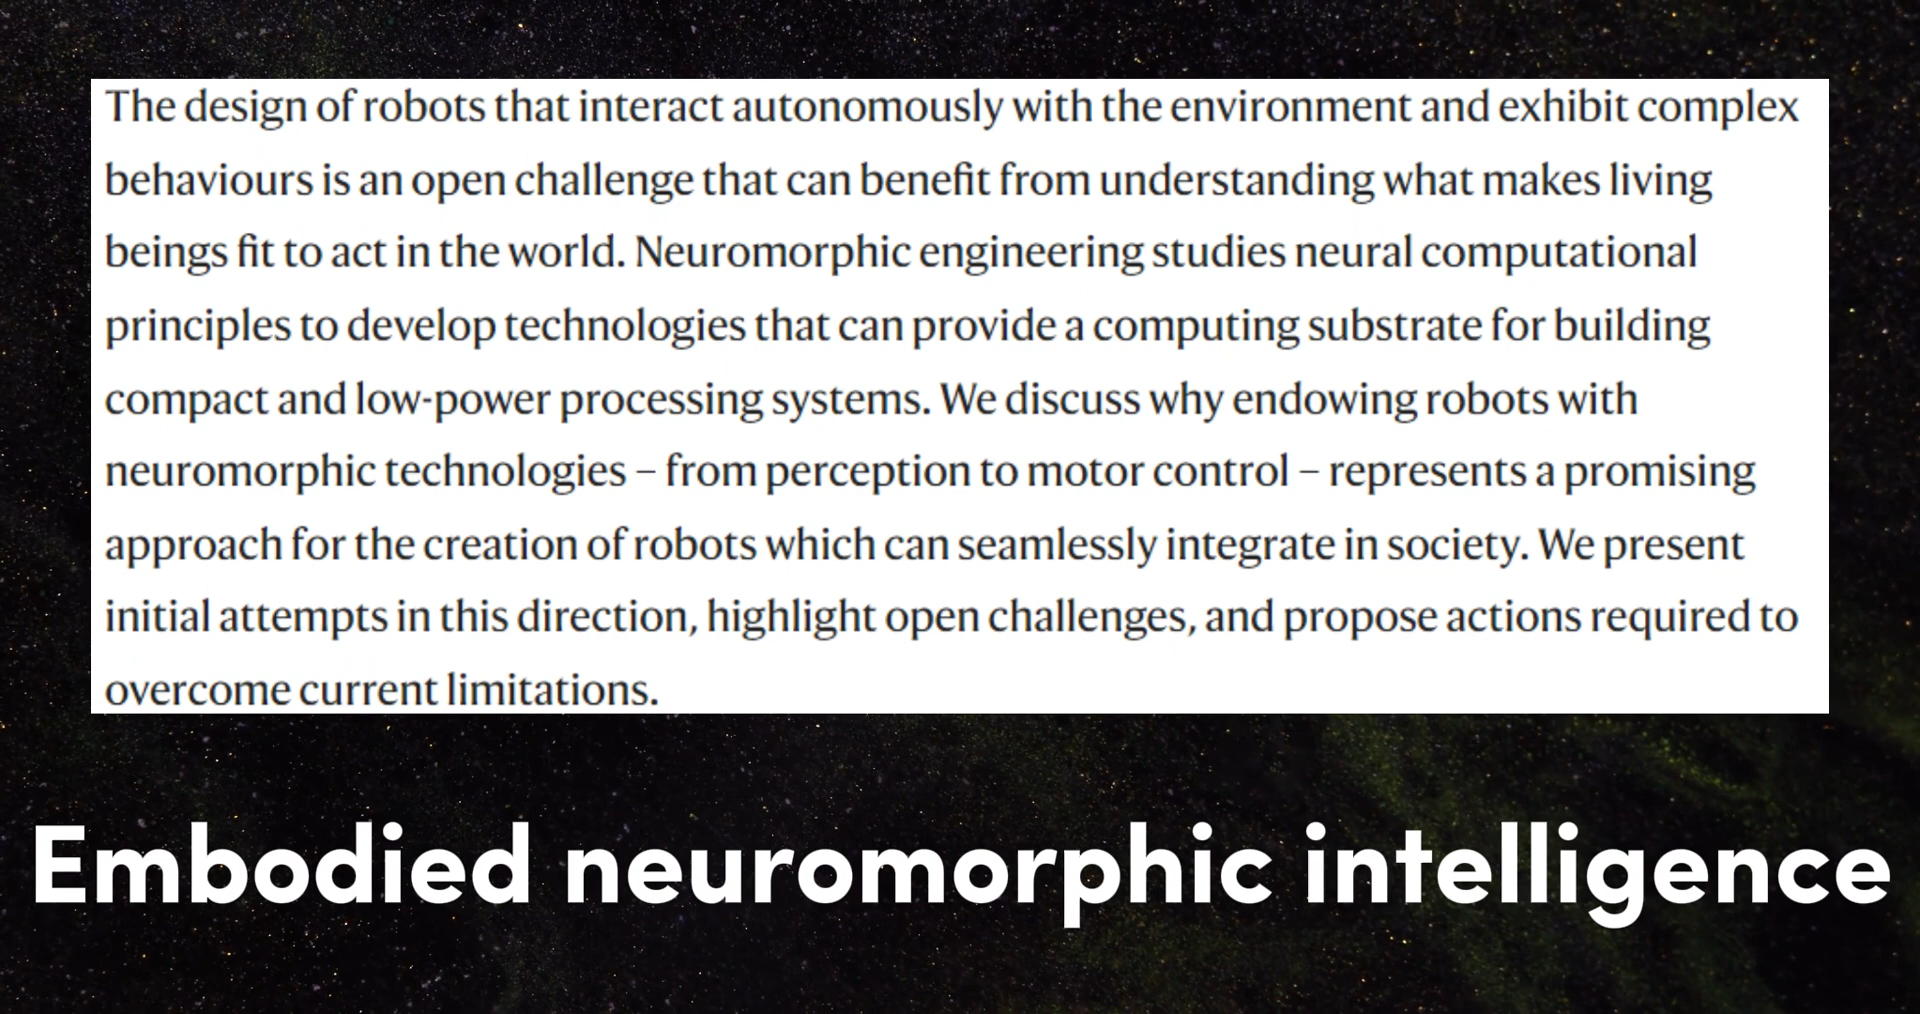 The design of robots that interact autonomously with the environment and exhibit complex
behaviours is an open challenge that can benefit from understanding what makes living
beings fit to act in the world. Neuromorphic engineering studies neural computational
principles to develop technologies that can provide a computing substrate for building
compact and low-power processing systems. We discuss why endowing robots with
neuromorphic technologies – from perception to motor control – represents a promising
approach for the creation of robots which can seamlessly integrate in society. We present
initial attempts in this direction, highlight open challenges, and propose actions required to
overcome current limitations.
Embodied neuromorphic intelligence